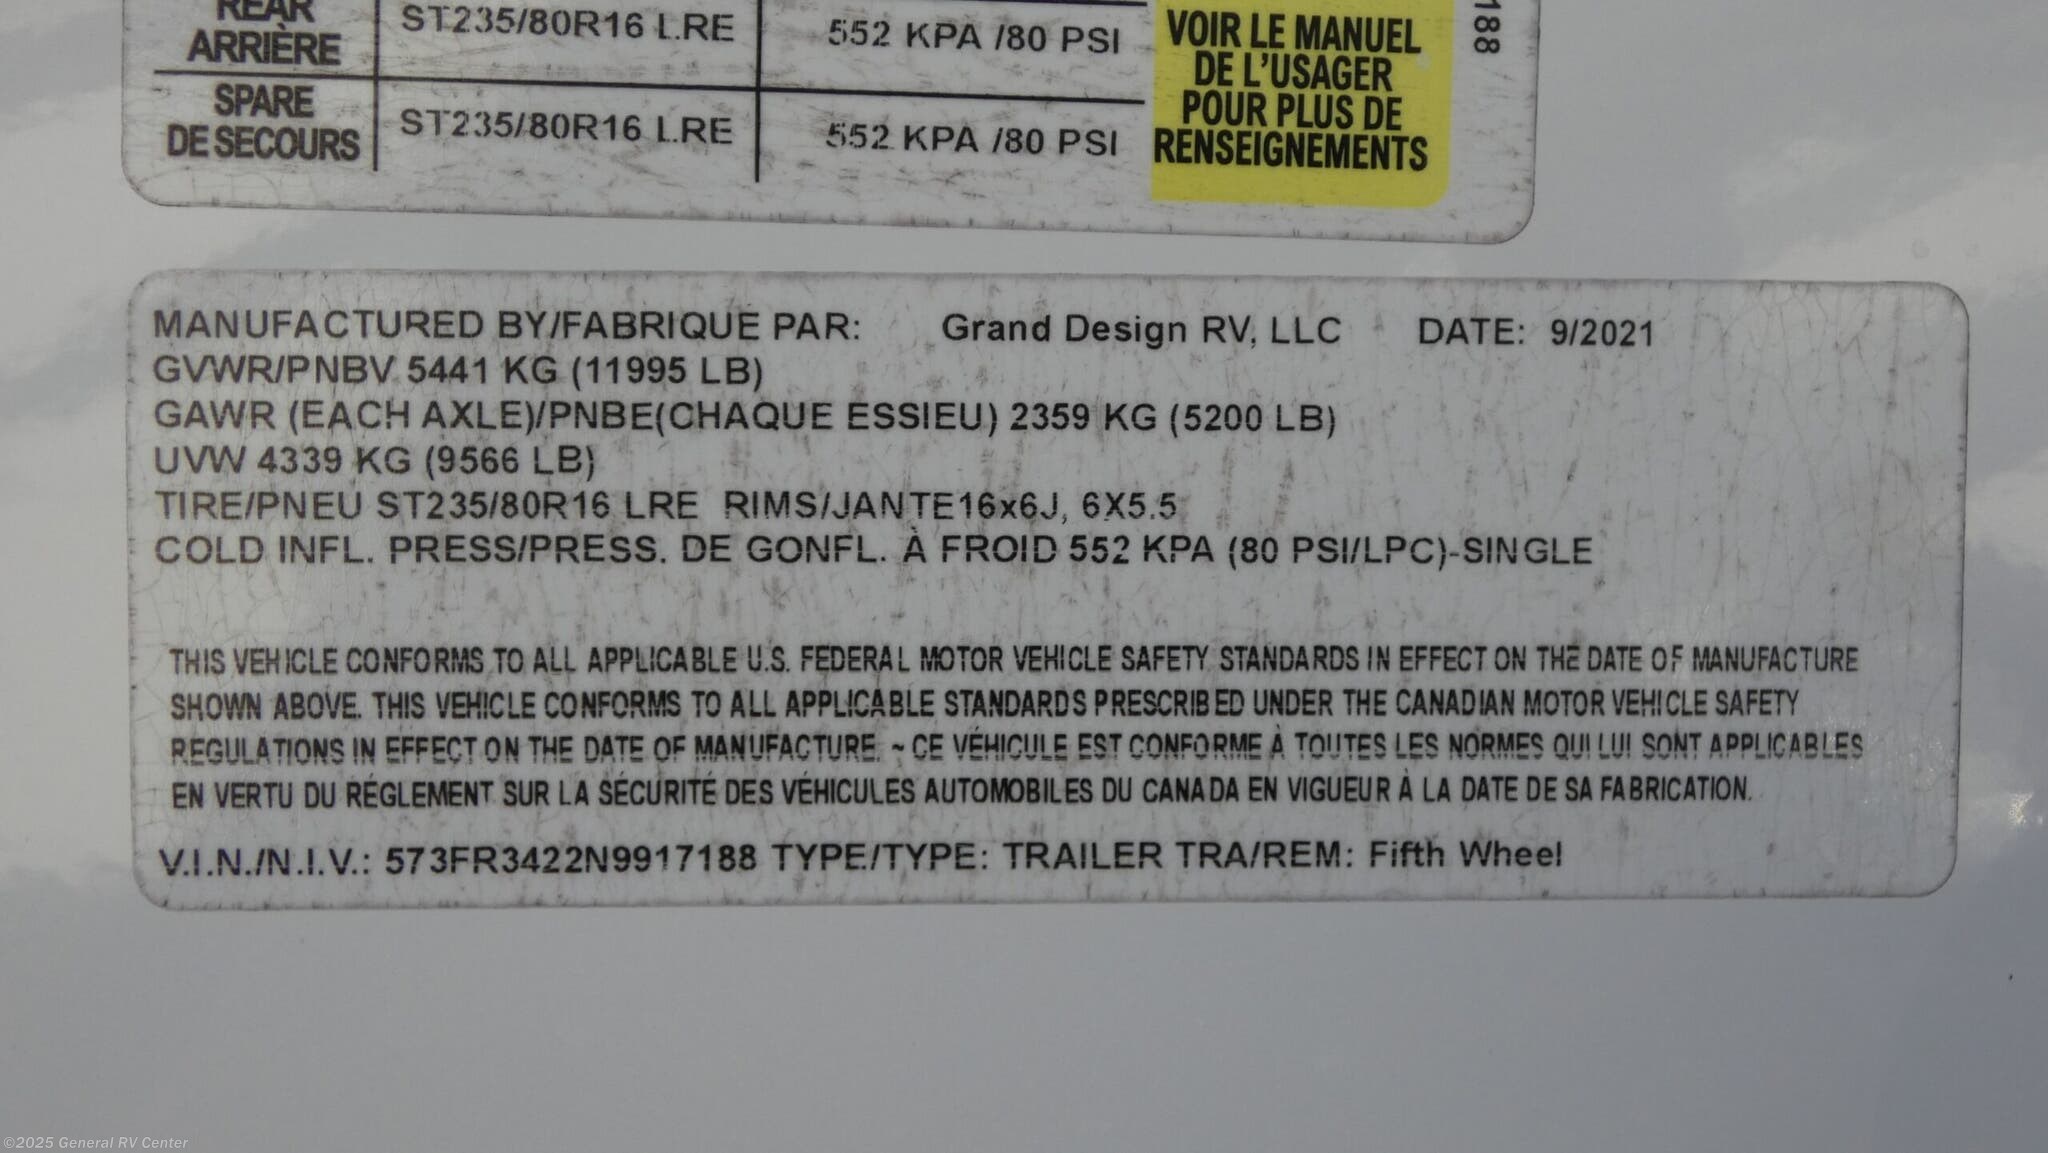 REAR
ARRIÈRE
ST235/80R16 LRE
552 KPA /80 PSI
SPARE
DE SECOURS
ST235/80R16 LRE
552 KPA /80 PSI
VOIR LE MANUEL
DE L'USAGER
POUR PLUS DE
RENSEIGNEMENTS
188
MANUFACTURED BY/FABRIQUE PAR: Grand Design RV, LLC DATE: 9/2021
GVWR/PNBV 5441 KG (11995 LB)
GAWR (EACH AXLE)/PNBE(CHAQUE ESSIEU) 2359 KG (5200 LB)
UVW 4339 KG (9566 LB)
TIRE/PNEU ST235/80R16 LRE RIMS/JANTE16x6J, 6X5.5
COLD INFL. PRESS/PRESS. DE GONFL. À FROID 552 KPA (80 PSI/LPC)-SINGLE
THIS VEHICLE CONFORMS TO ALL APPLICABLE U.S. FEDERAL MOTOR VEHICLE SAFETY STANDARDS IN EFFECT ON THE DATE OF MANUFACTURE
SHOWN ABOVE. THIS VEHICLE CONFORMS TO ALL APPLICABLE STANDARDS PRESCRIBED UNDER THE CANADIAN MOTOR VEHICLE SAFETY
REGULATIONS IN EFFECT ON THE DATE OF MANUFACTURE. ~ CE VÉHICULE EST CONFORME À TOUTES LES NORMES QUI LUI SONT APPLICABLES
EN VERTU DU RÉGLEMENT SUR LA SÉCURITÉ DES VÉHICULES AUTOMOBILES DU CANADA EN VIGUEUR À LA DATE DE SA FABRICATION.
V.I.N./N.I.V.: 573FR3422N9917188 TYPE/TYPE: TRAILER TRA/REM: Fifth Wheel
©2025 General RV Center